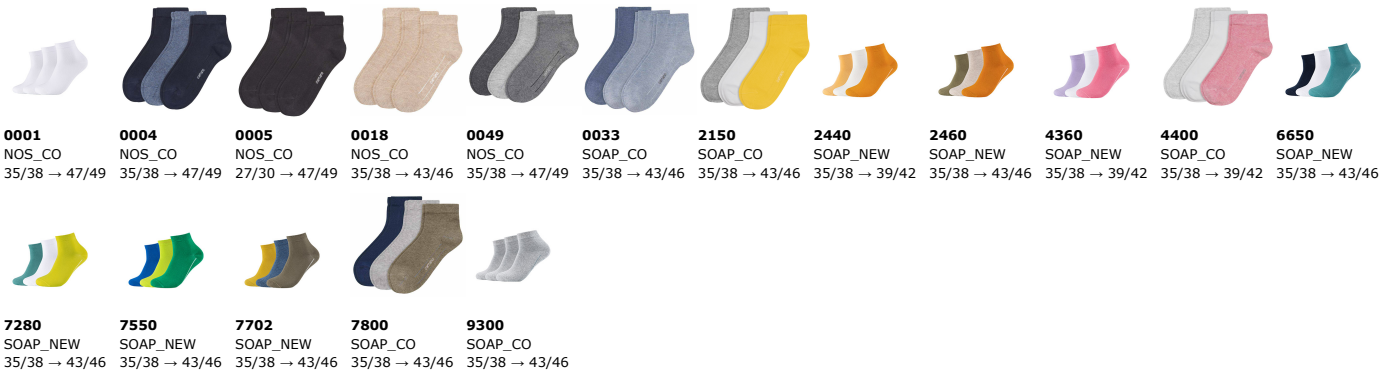 0001
NOS_CO
35/38 → 47/49
0004
NOS_CO
35/38 → 47/49
0005
NOS_CO
27/30 → 47/49
0018
NOS_CO
35/38 → 43/46
0049
NOS_CO
35/38 → 47/49
0033
SOAP_CO
35/38 → 43/46
2150
SOAP_CO
35/38 → 43/46
2440
SOAP_NEW
35/38 → 39/42
2460
SOAP_NEW
35/38 → 43/46
4360
SOAP_NEW
35/38 → 39/42
4400
SOAP_CO
35/38 → 39/42
6650
SOAP_NEW
35/38 → 43/46
7280
SOAP_NEW
35/38 → 43/46
7550
SOAP_NEW
35/38 → 43/46
7702
SOAP_NEW
35/38 → 43/46
7800
SOAP_CO
35/38 → 43/46
9300
SOAP_CO
35/38 → 43/46